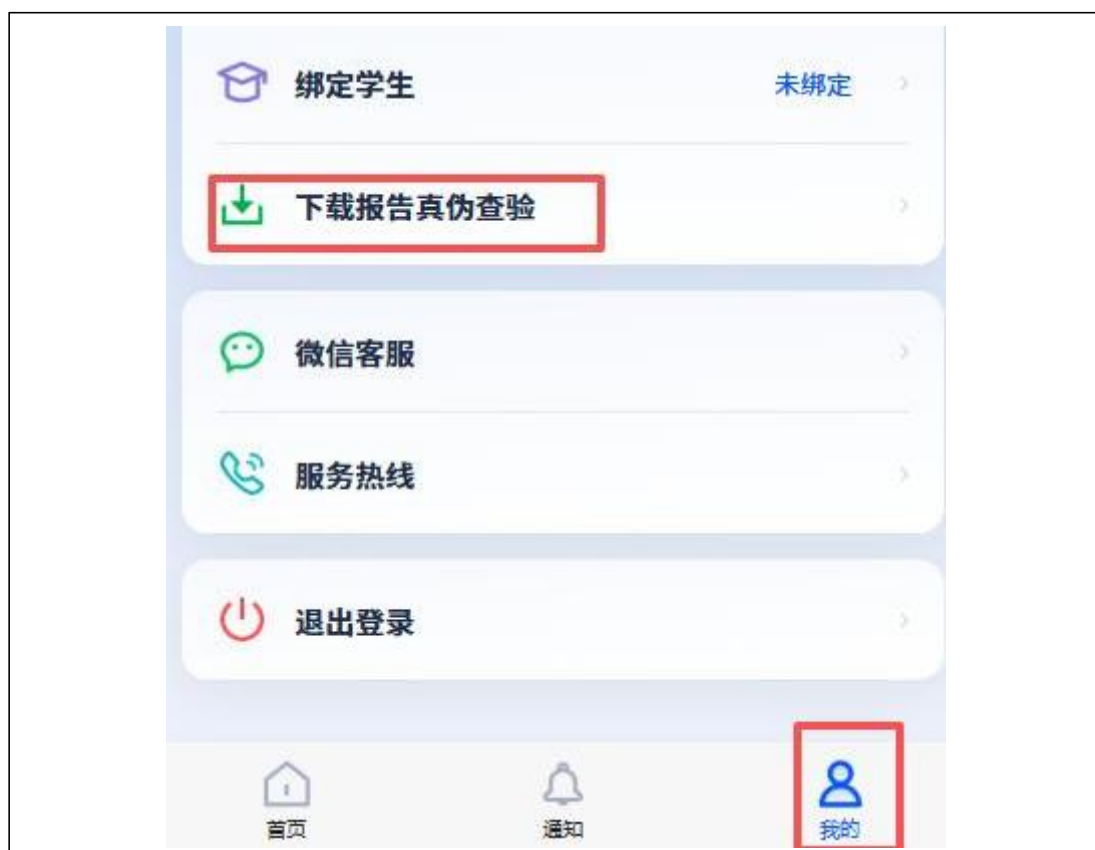 绑定学生 未绑定
下载报告真伪查验
微信客服
服务热线
退出登录
首页 通知 我的